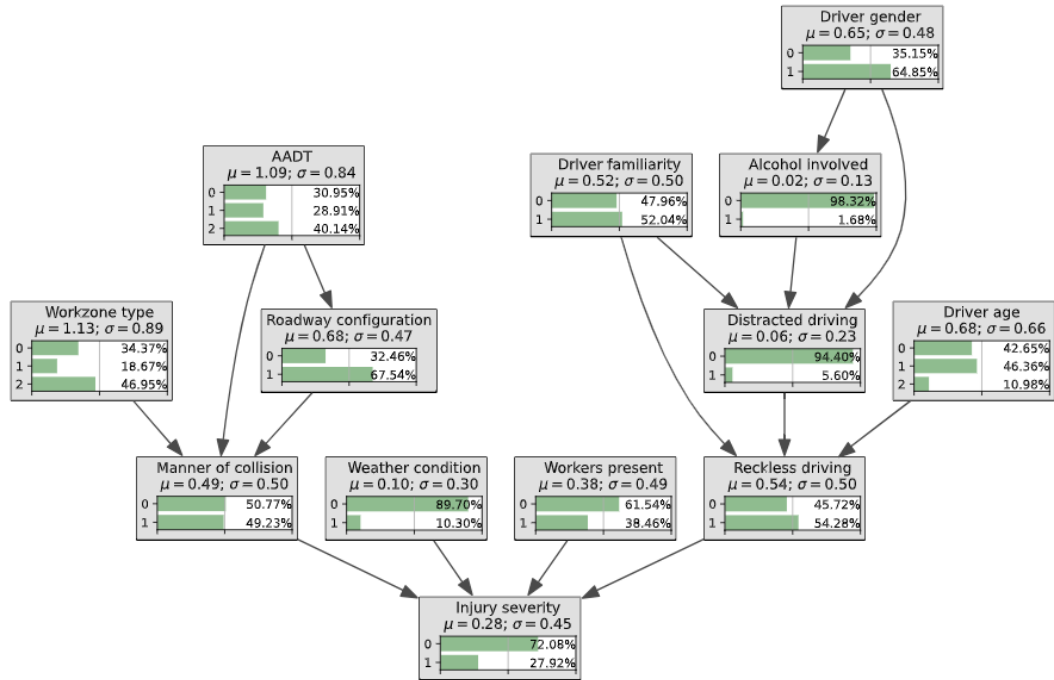 Driver gender
μ = 0.65; σ = 0.48
0 35.15%
1 64.85%
AADT
μ = 1.09; σ = 0.84
0 30.95%
1 28.91%
2 40.14%
Driver familiarity
μ = 0.52; σ = 0.50
0 47.96%
1 52.04%
Alcohol involved
μ = 0.02; σ = 0.13
0 98.32%
1 1.68%
Workzone type
μ = 1.13; σ = 0.89
0 34.37%
1 18.67%
2 46.95%
Roadway configuration
μ = 0.68; σ = 0.47
0 32.46%
1 67.54%
Distracted driving
μ = 0.06; σ = 0.23
0 94.40%
1 5.60%
Driver age
μ = 0.68; σ = 0.66
0 42.65%
1 46.36%
2 10.98%
Manner of collision
μ = 0.49; σ = 0.50
0 50.77%
1 49.23%
Weather condition
μ = 0.10; σ = 0.30
0 89.70%
1 10.30%
Workers present
μ = 0.38; σ = 0.49
0 61.54%
1 38.46%
Reckless driving
μ = 0.54; σ = 0.50
0 45.72%
1 54.28%
Injury severity
μ = 0.28; σ = 0.45
0 72.08%
1 27.92%